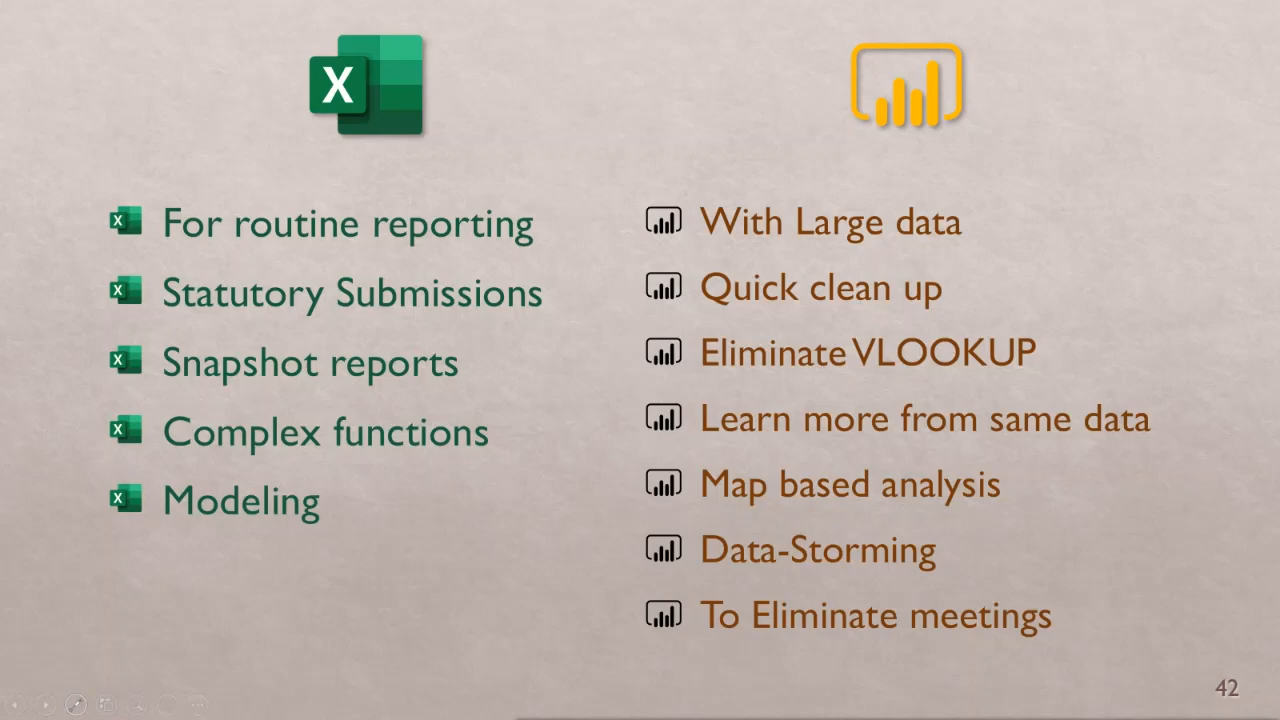 X
For routine reporting
Statutory Submissions
Snapshot reports
Complex functions
Modeling
With Large data
Quick clean up
Eliminate VLOOKUP
Learn more from same data
Map based analysis
Data-Storming
To Eliminate meetings
42